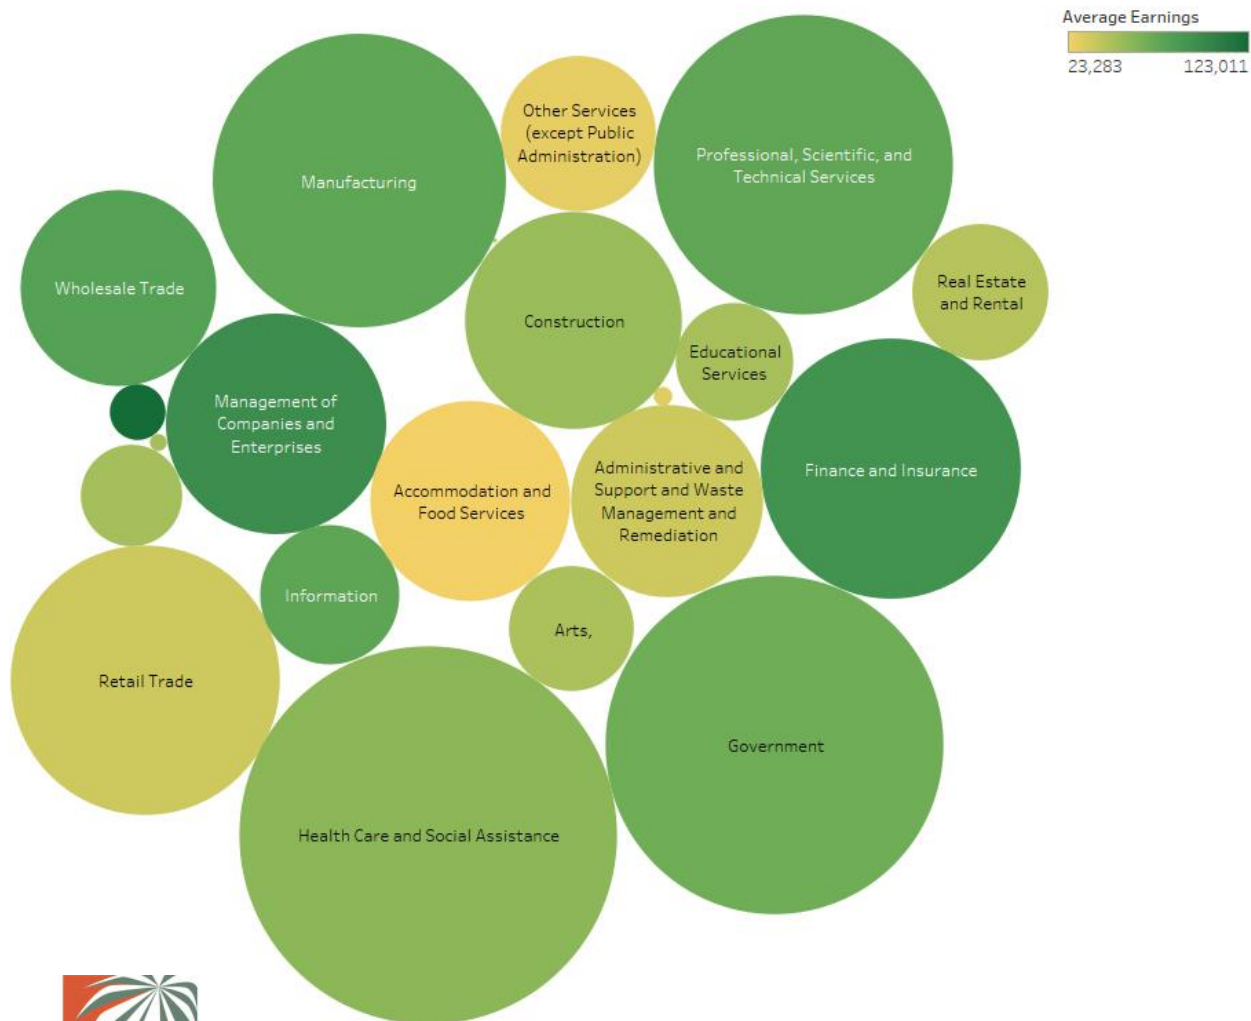 Average Earnings
23,283 123,011
Other Services
(except Public
Administration)
Professional, Scientific, and
Technical Services
Manufacturing
Wholesale Trade
Real Estate
and Rental
Construction
Educational
Services
Management of
Companies and
Enterprises
Accommodation and
Food Services
Administrative and
Support and Waste
Management and
Remediation
Finance and Insurance
Information
Arts,
Retail Trade
Government
Health Care and Social Assistance